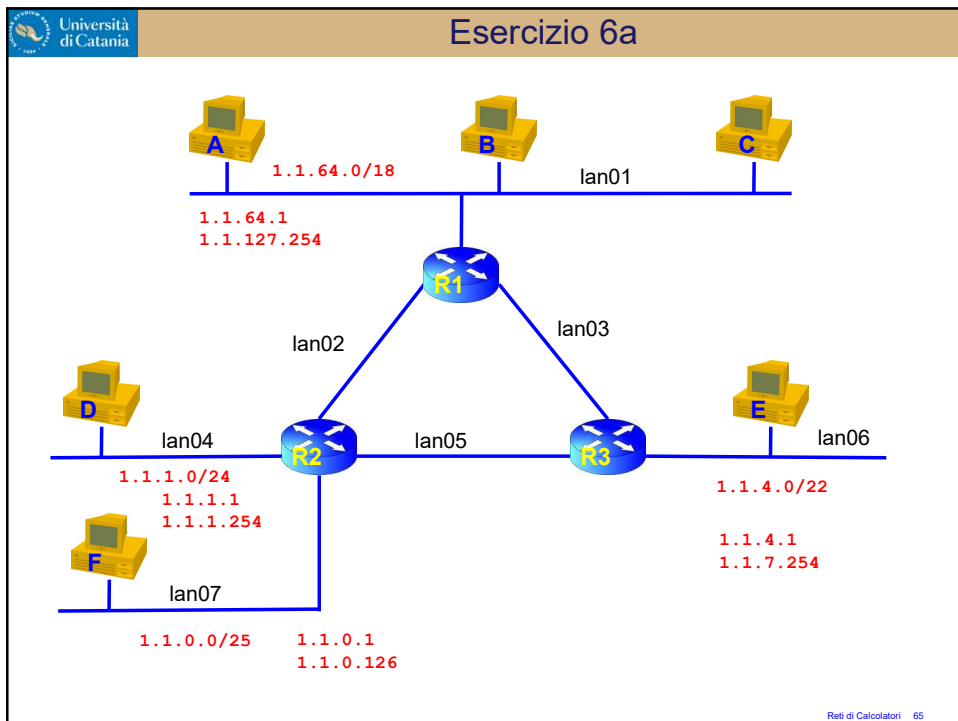 Università
di Catania
Esercizio 6a
A
B
C
1.1.64.0/18
lan01
1.1.64.1
1.1.127.254
R1
lan02
lan03
D
E
lan04
R2
lan05
R3
lan06
1.1.1.0/24
1.1.1.1
1.1.1.254
1.1.4.0/22
1.1.4.1
1.1.7.254
F
lan07
1.1.0.0/25
1.1.0.1
1.1.0.126
Reti di Calcolatori 65